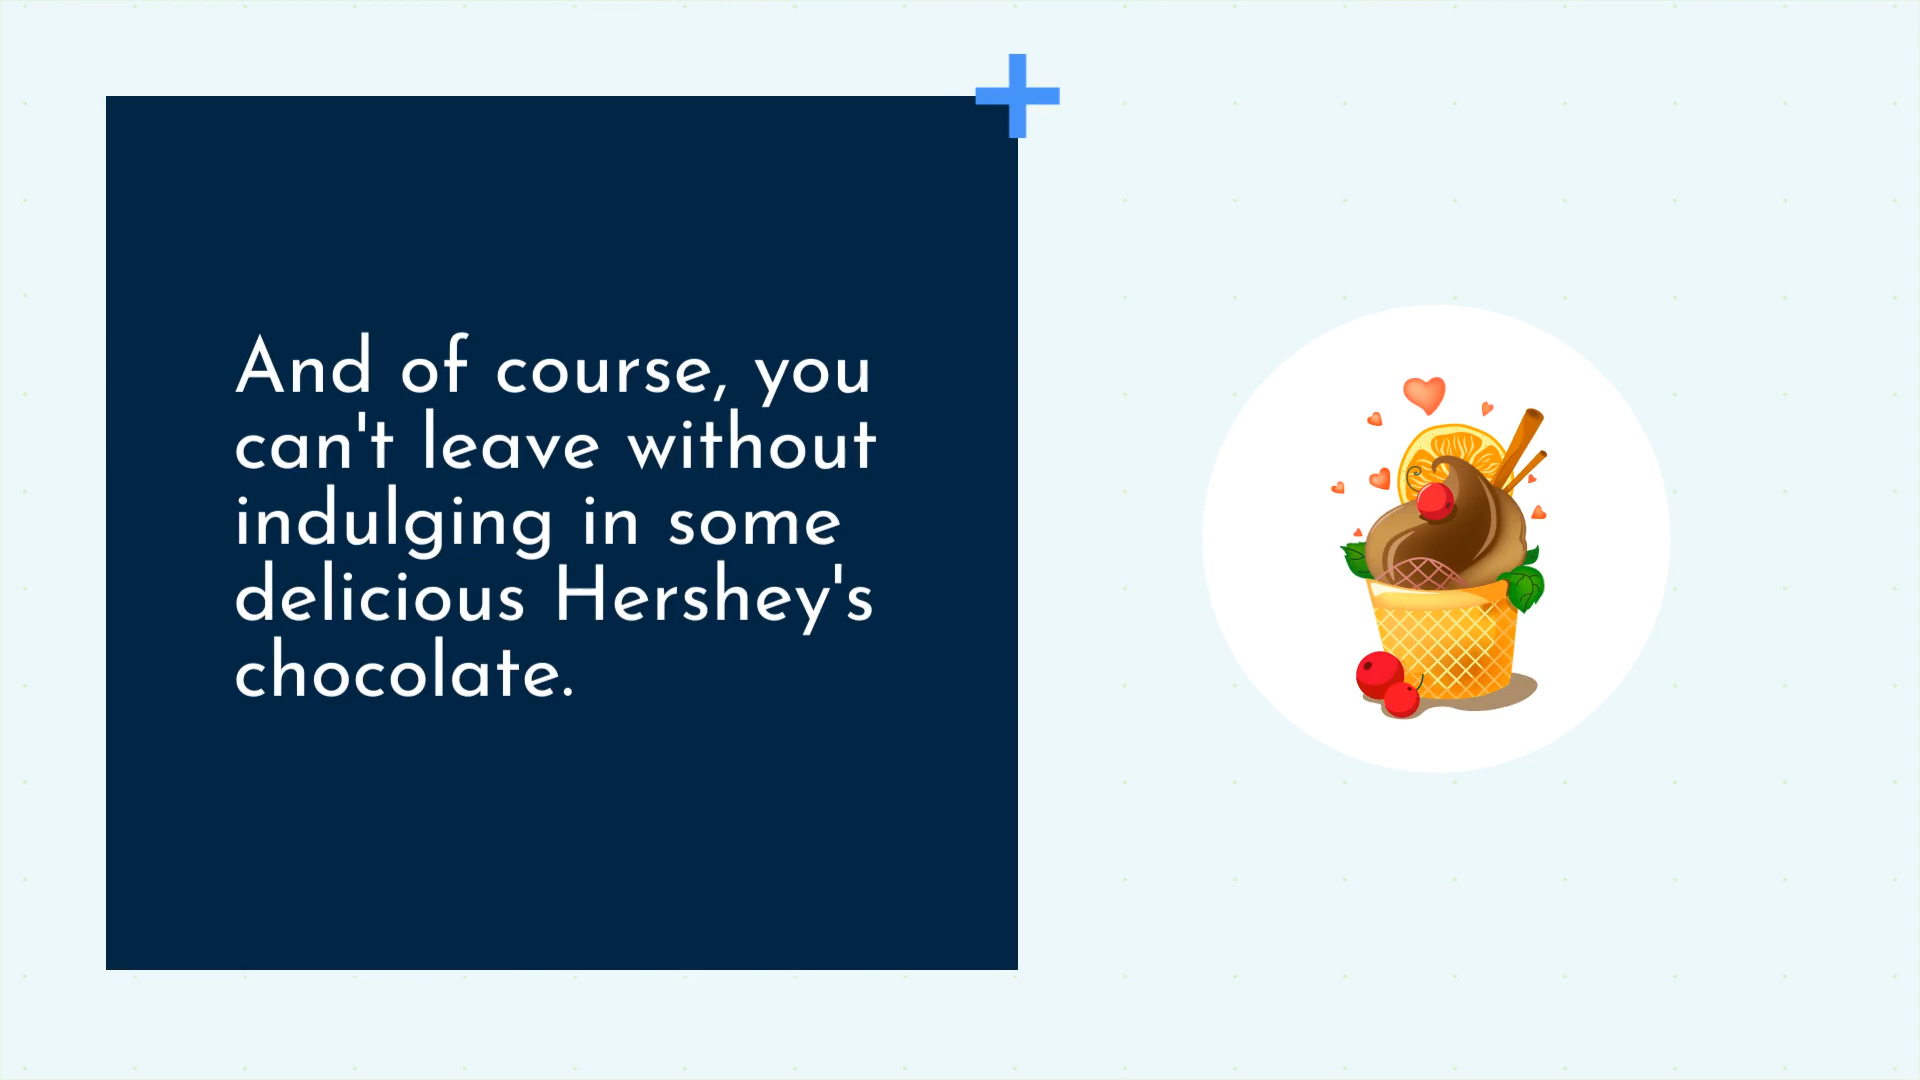 And of course, you
can't leave without
indulging in some
delicious Hershey's
chocolate.